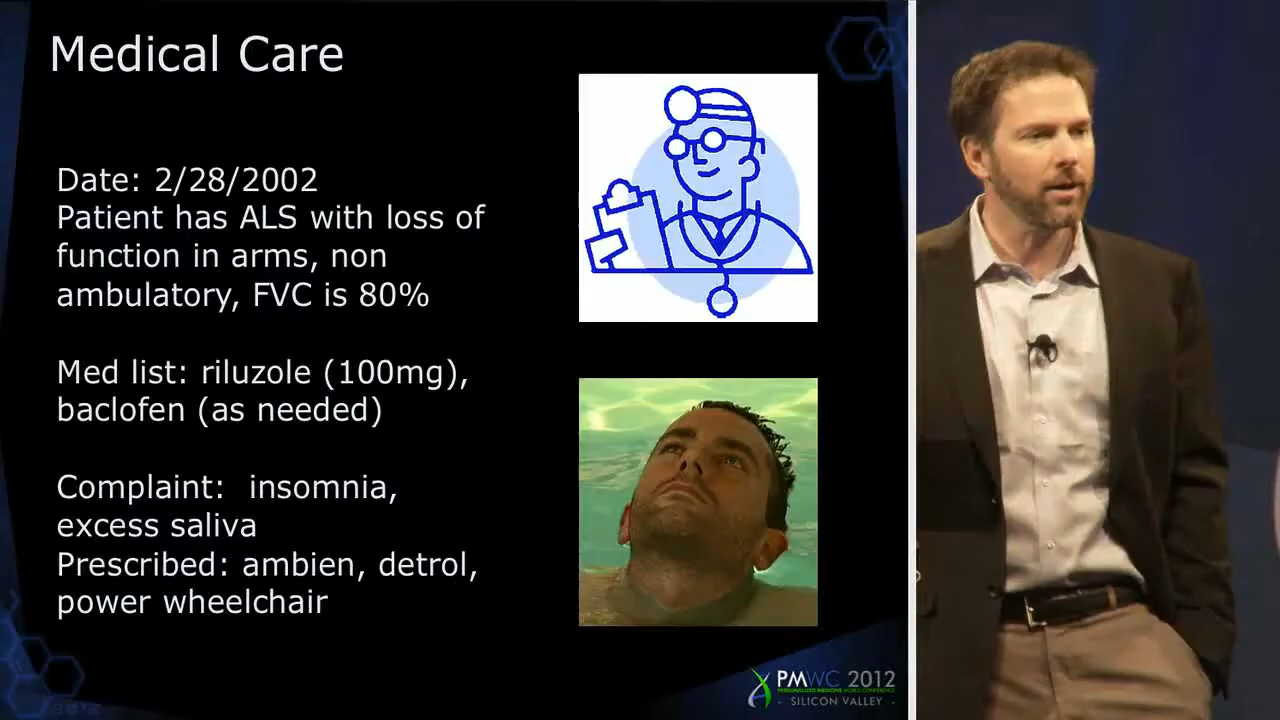 Medical Care
Date: 2/28/2002
Patient has ALS with loss of
function in arms, non
ambulatory, FVC is 80%
Med list: riluzole (100mg),
baclofen (as needed)
Complaint:  insomnia,
excess saliva
Prescribed: ambien, detrol,
power wheelchair
PMWC 2012
PERSONALIZED MEDICINE WORLD CONFERENCE
- SILICON VALLEY -